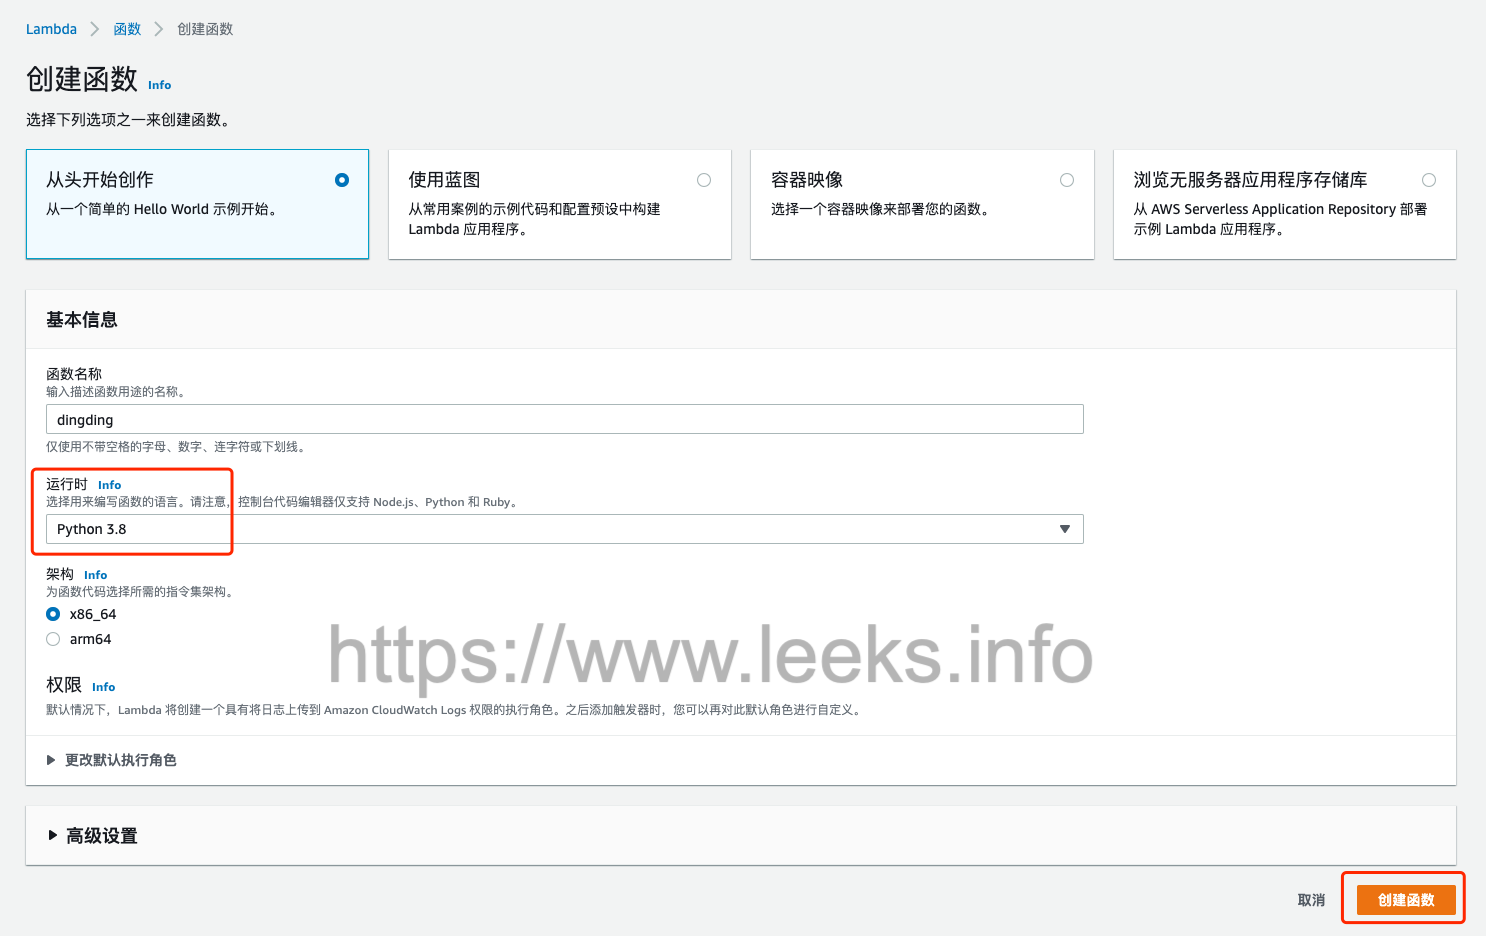 Lambda > 函数 > 创建函数
创建函数 Info
选择下列选项之一来创建函数。
从头开始创作
从一个简单的 Hello World 示例开始。
使用蓝图
从常用案例的示例代码和配置预设中构建
Lambda 应用程序。
容器映像
选择一个容器映像来部署您的函数。
浏览无服务器应用程序存储库
从 AWS Serverless Application Repository 部署
示例 Lambda 应用程序。
基本信息
函数名称
输入描述函数用途的名称。
dingding
仅使用不带空格的字母、数字、连字符或下划线。
运行时 Info
选择用来编写函数的语言。请注意，控制台代码编辑器仅支持 Node.js、Python 和 Ruby。
Python 3.8
架构 Info
为函数代码选择所需的指令集架构。
x86_64
arm64
https://www.leeks.info
权限 Info
默认情况下，Lambda 将创建一个具有将日志上传到 Amazon CloudWatch Logs 权限的执行角色。之后添加触发器时，您可以再对此默认角色进行自定义。
更改默认执行角色
高级设置
取消 创建函数